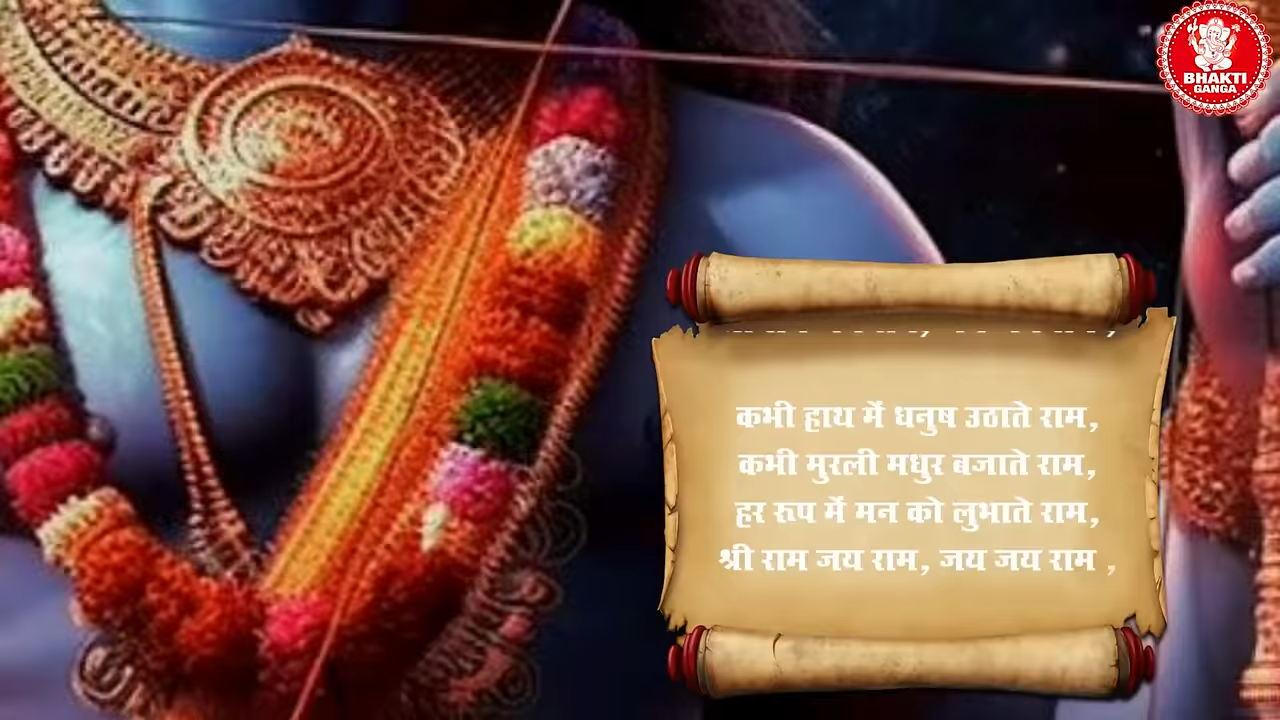 BHAKTI
GANGA
कभी हाथ में धनुष उठाते राम,
कभी मुरली मधुर बजाते राम,
हर रूप में मन को लुभाते राम,
श्री राम जय राम, जय जय राम ,